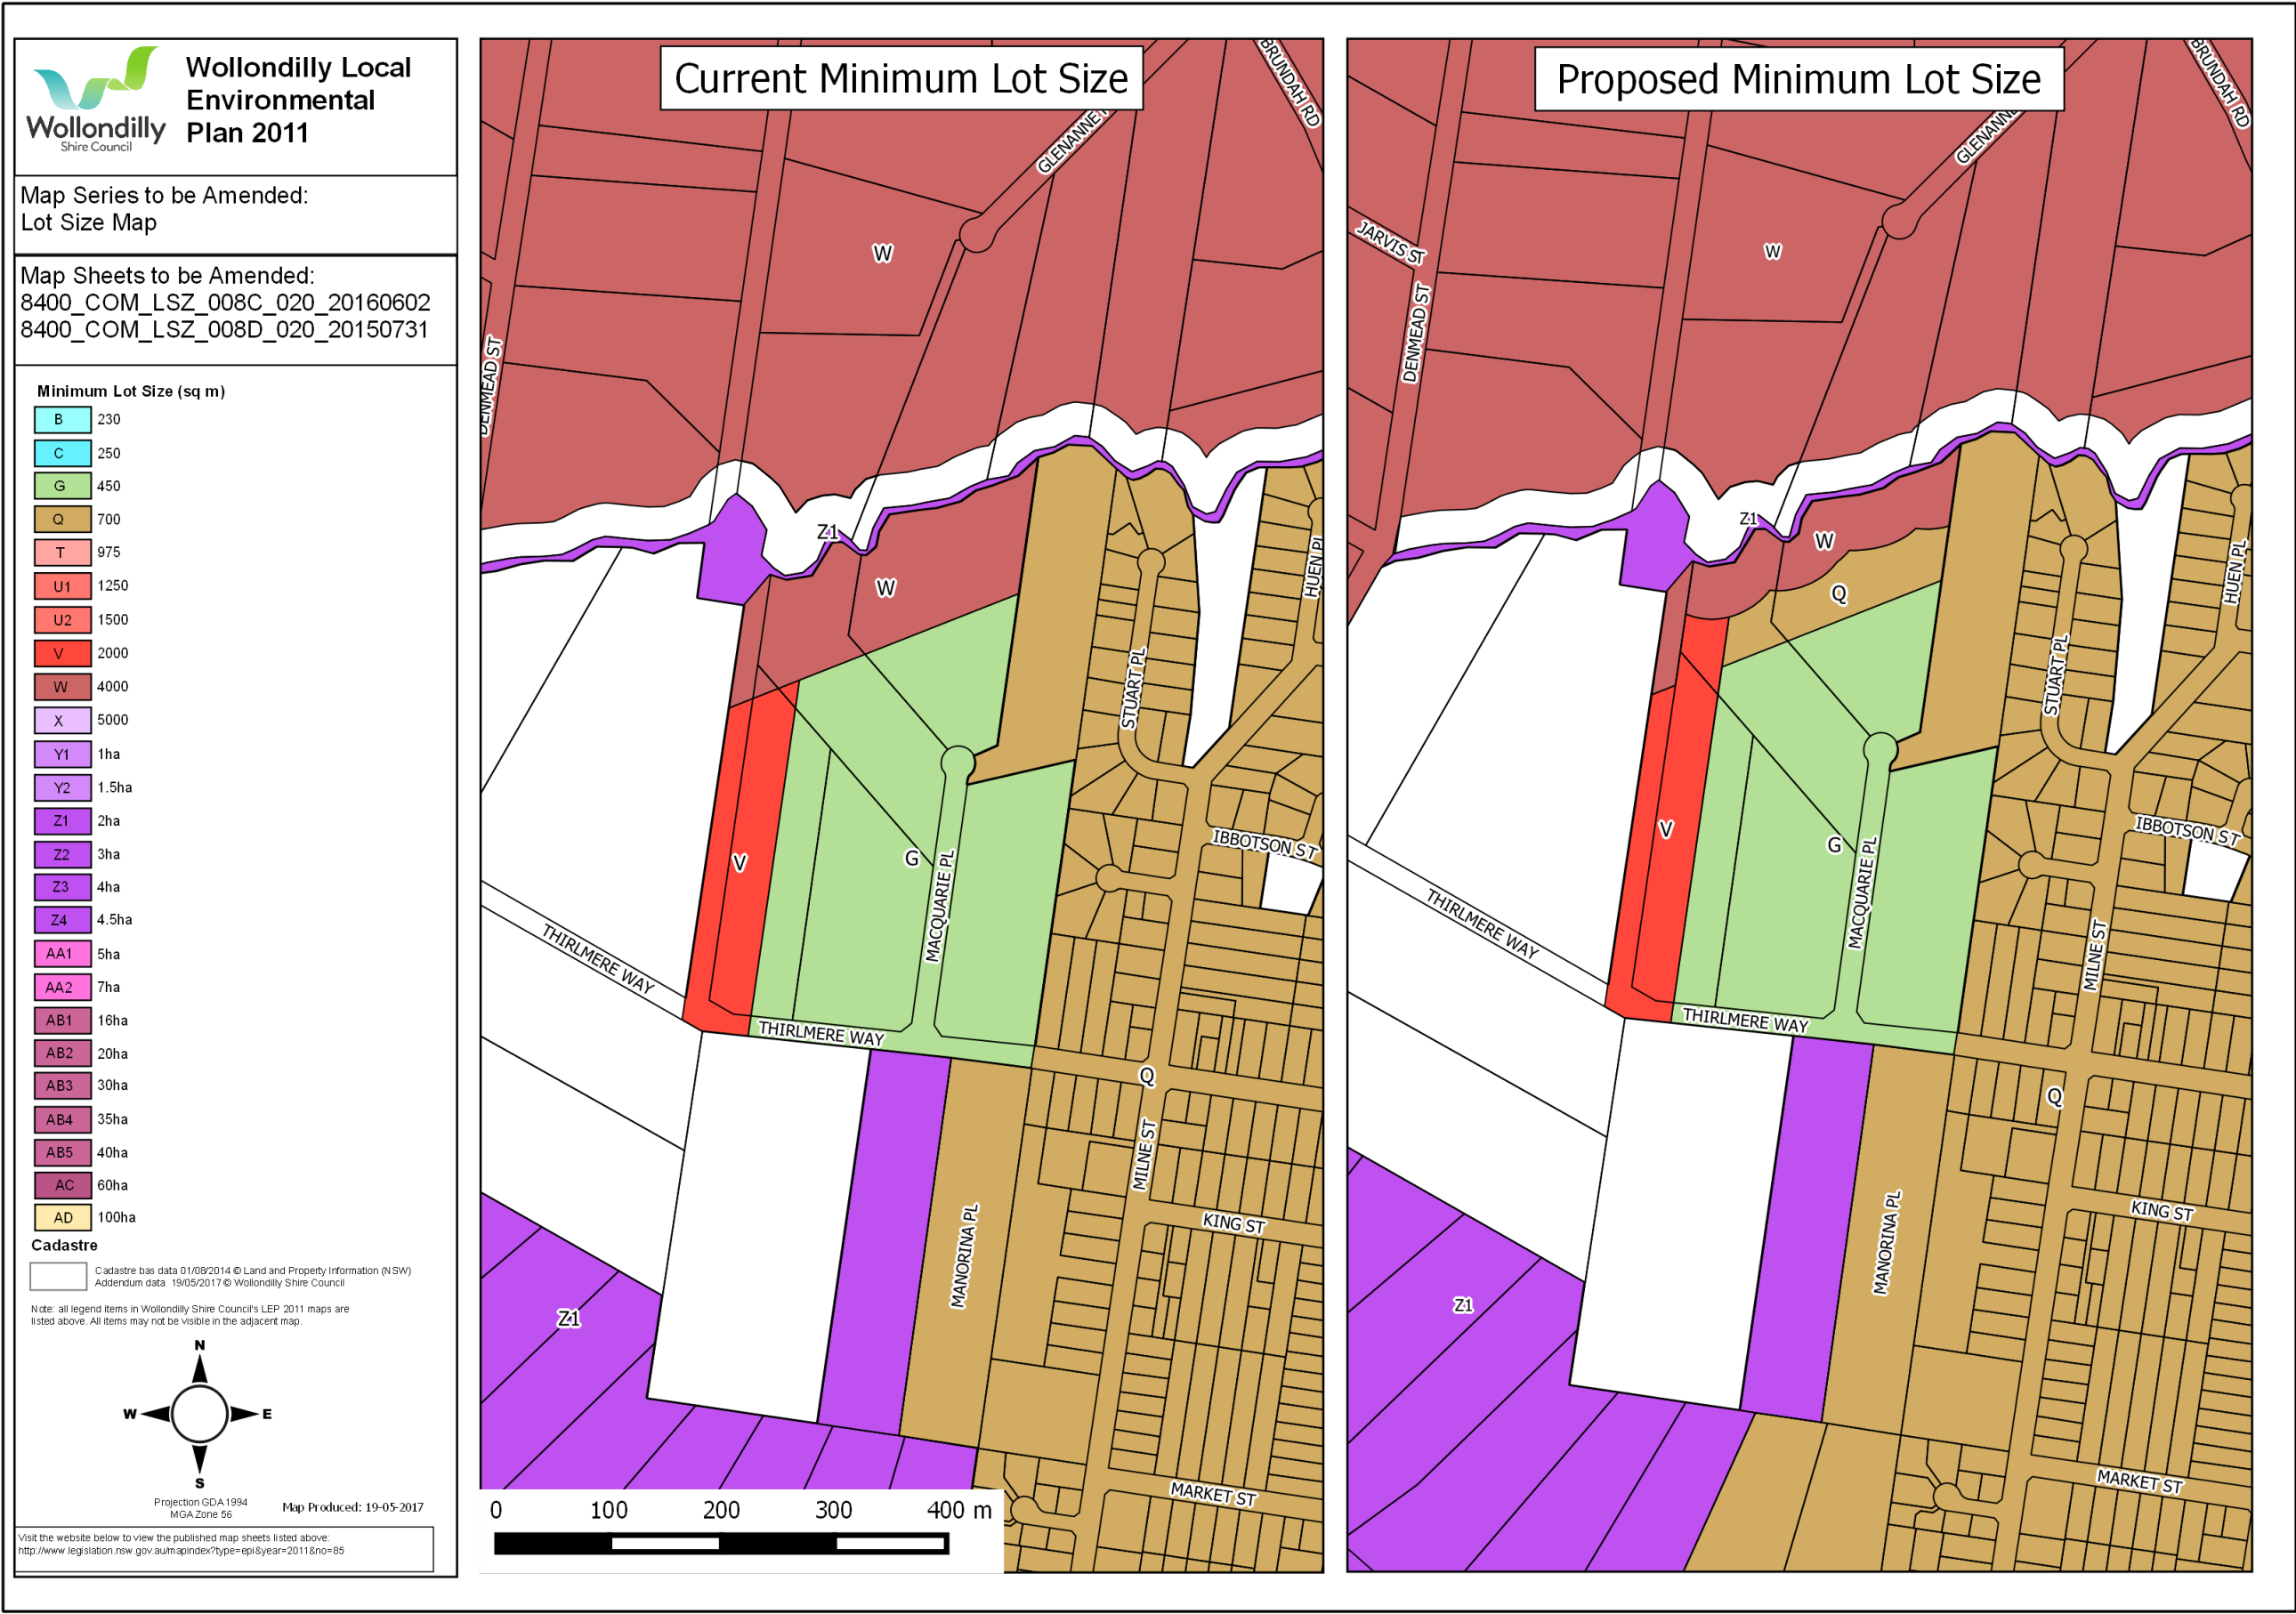 Wollondilly
Shire Council
Wollondilly Local
Environmental
Plan 2011
Map Series to be Amended:
Lot Size Map
Map Sheets to be Amended:
8400_COM_LSZ_008C_020_20160602
8400_COM_LSZ_008D_020_20150731
Minimum Lot Size (sq m)
B 230
C 250
G 450
Q 700
T 975
U1 1250
U2 1500
V 2000
W 4000
X 5000
Y1 1ha
Y2 1.5ha
Z1 2ha
Z2 3ha
Z3 4ha
Z4 4.5ha
AA1 5ha
AA2 7ha
AB1 16ha
AB2 20ha
AB3 30ha
AB4 35ha
AB5 40ha
AC 60ha
AD 100ha
Cadastre
Cadastre bas data 01/08/2014 © Land and Property Information (NSW)
Addendum data 19/05/2017 © Wollondilly Shire Council
Note: all legend items in Wollondilly Shire Council's LEP 2011 maps are
listed above. All items may not be visible in the adjacent map.
N
W E
S
Projection GDA 1994
MGA Zone 56
Map Produced: 19-05-2017
Visit the website below to view the published map sheets listed above:
http://www.legislation.nsw.gov.au/mapindex?type=epi&year=2011&no=85
Current Minimum Lot Size
BRUNDAH RD
GLENANNE
W
DENMEAD ST
Z1
W
HUEN PL
STUART PL
IBBOTSON ST
V
G
MACQUARIE PL
THIRLMERE WAY
THIRLMERE WAY
Q
MILNE ST
KING ST
MANORINA PL
Z1
MARKET ST
0 100 200 300 400 m
Proposed Minimum Lot Size
BRUNDAH RD
GLENANN
JARVIS ST
W
DENMEAD ST
Z1
W
Q
HUEN PL
STUART PL
IBBOTSON ST
V
G
MACQUARIE PL
THIRLMERE WAY
MILNE ST
THIRLMERE WAY
Q
KING ST
MANORINA PL
Z1
MARKET ST